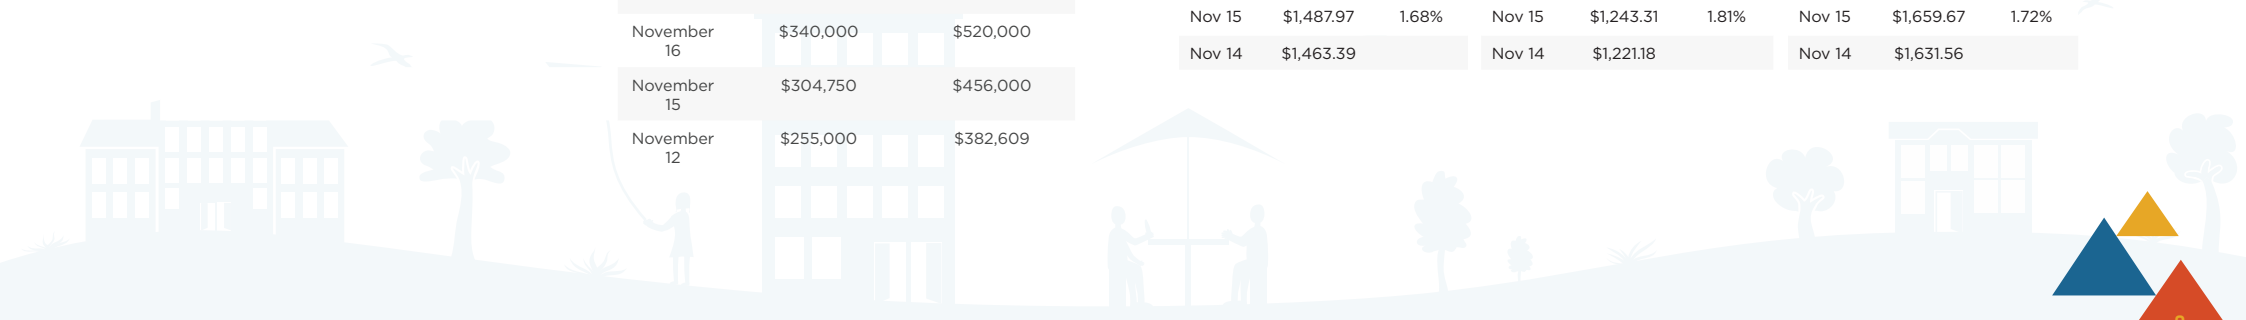 November $340,000 $520,000
16
November $304,750 $456,000
15
November $255,000 $382,609
12
Nov 15 $1,487.97 1.68% Nov 15 $1,243.31 1.81% Nov 15 $1,659.67 1.72%
Nov 14 $1,463.39 Nov 14 $1,221.18 Nov 14 $1,631.56